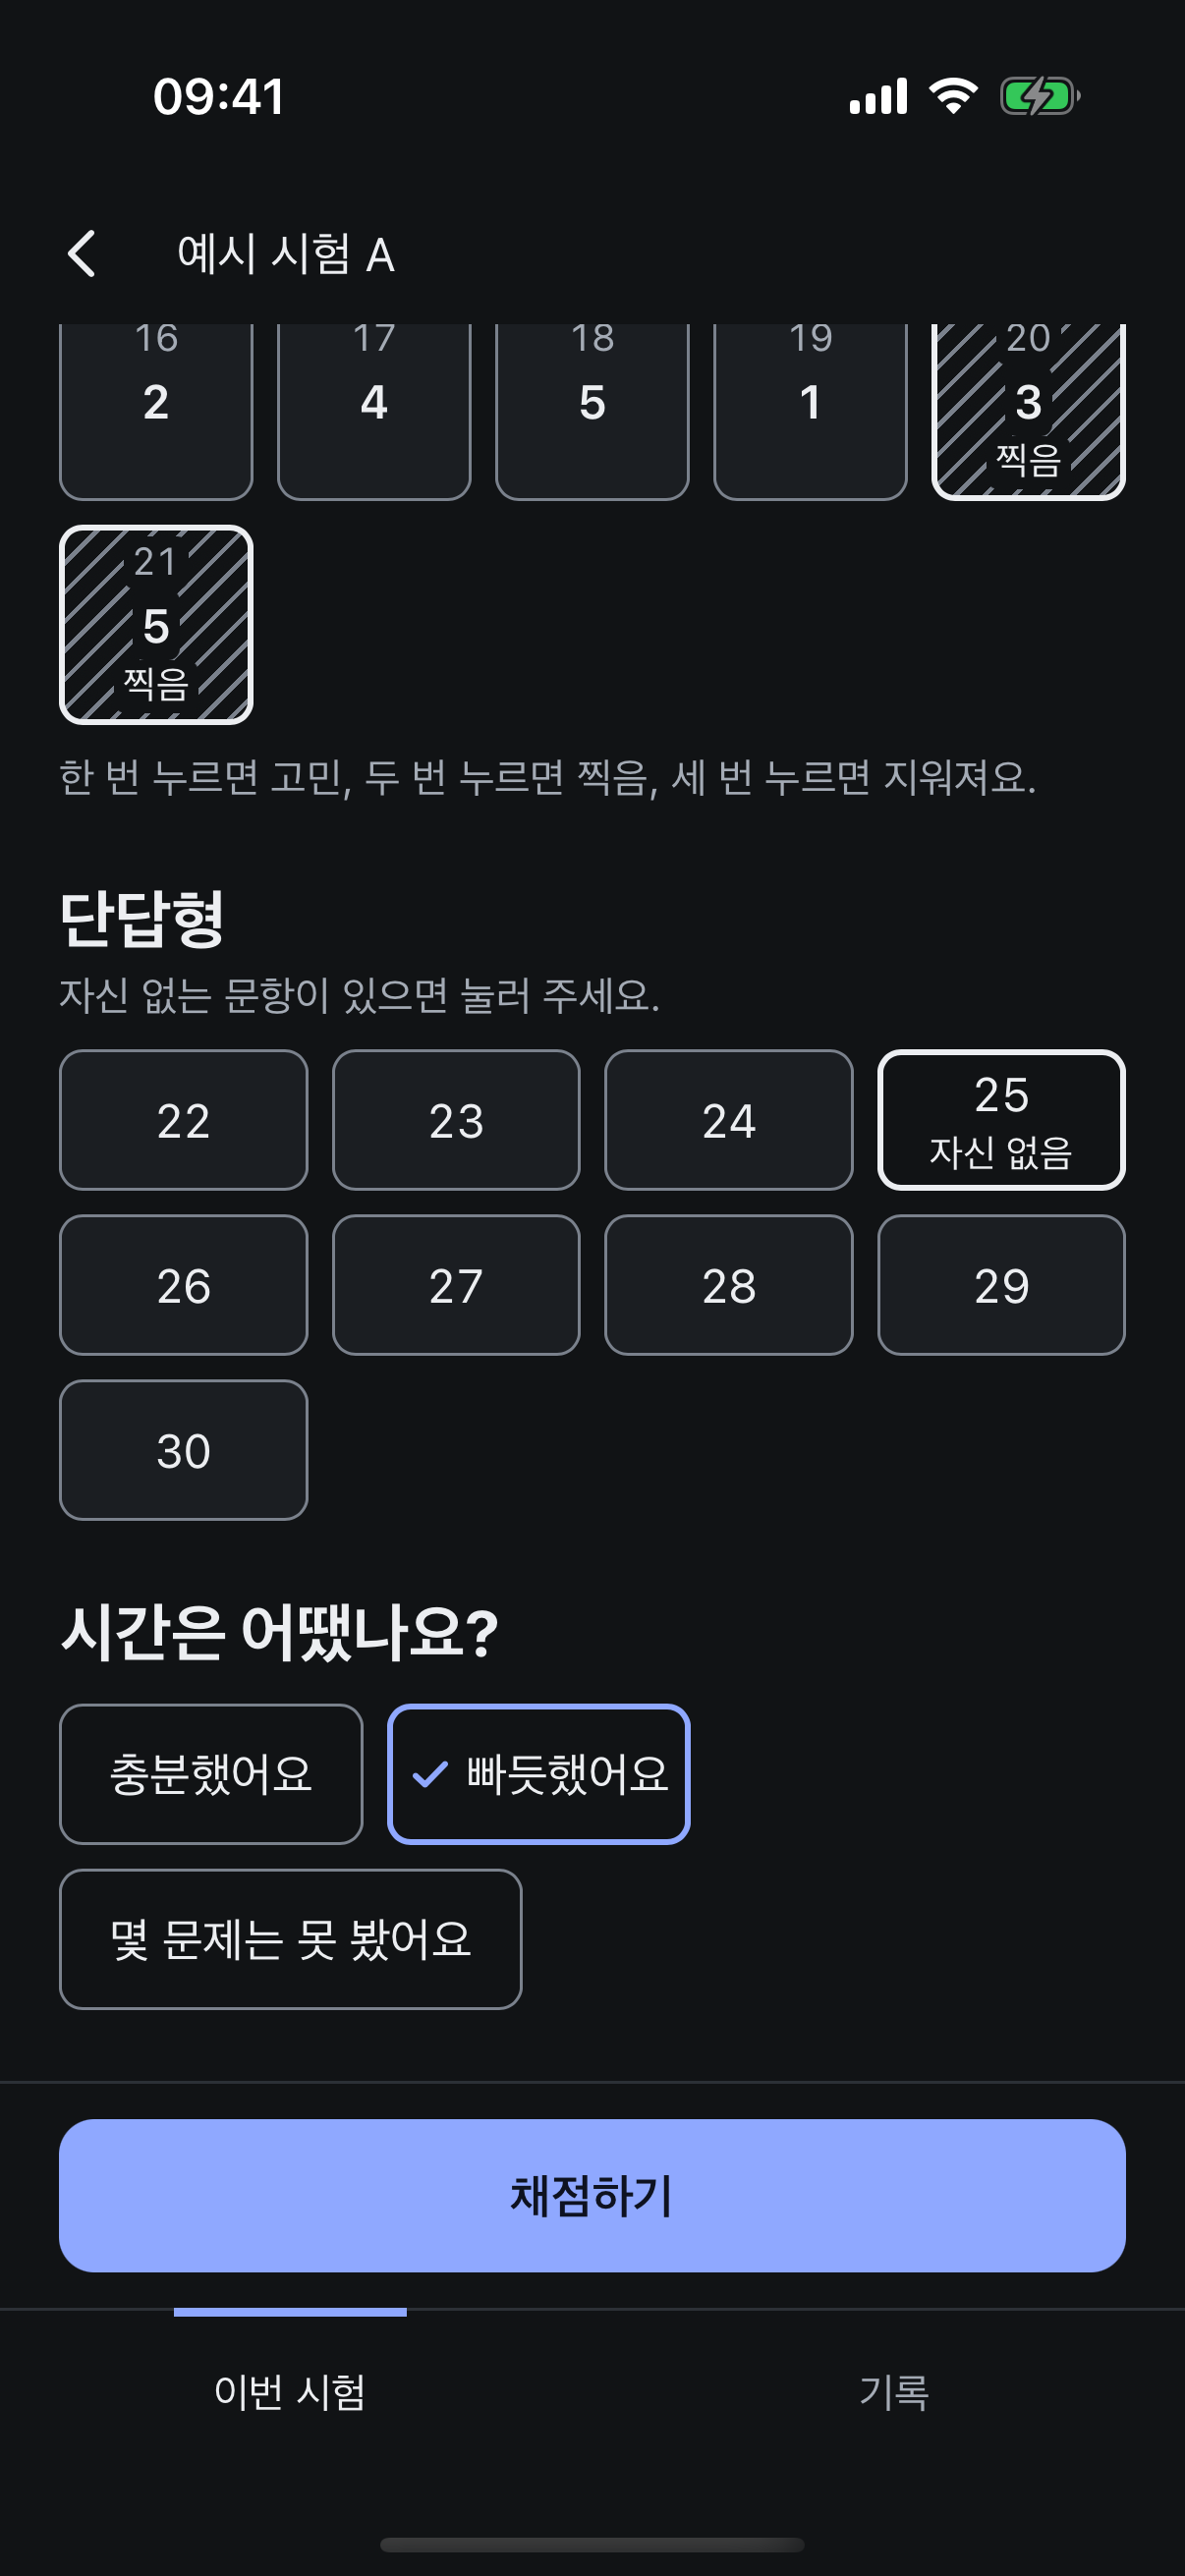 09:41
예시 시험 A
16 17 18 19 20
2 4 5 1 3
찍음
21
5
찍음
한 번 누르면 고민, 두 번 누르면 찍음, 세 번 누르면 지워져요.
단답형
자신 없는 문항이 있으면 눌러 주세요.
22 23 24 25
자신 없음
26 27 28 29
30
시간은 어땠나요?
충분했어요 빠듯했어요
몇 문제는 못 봤어요
채점하기
이번 시험 기록